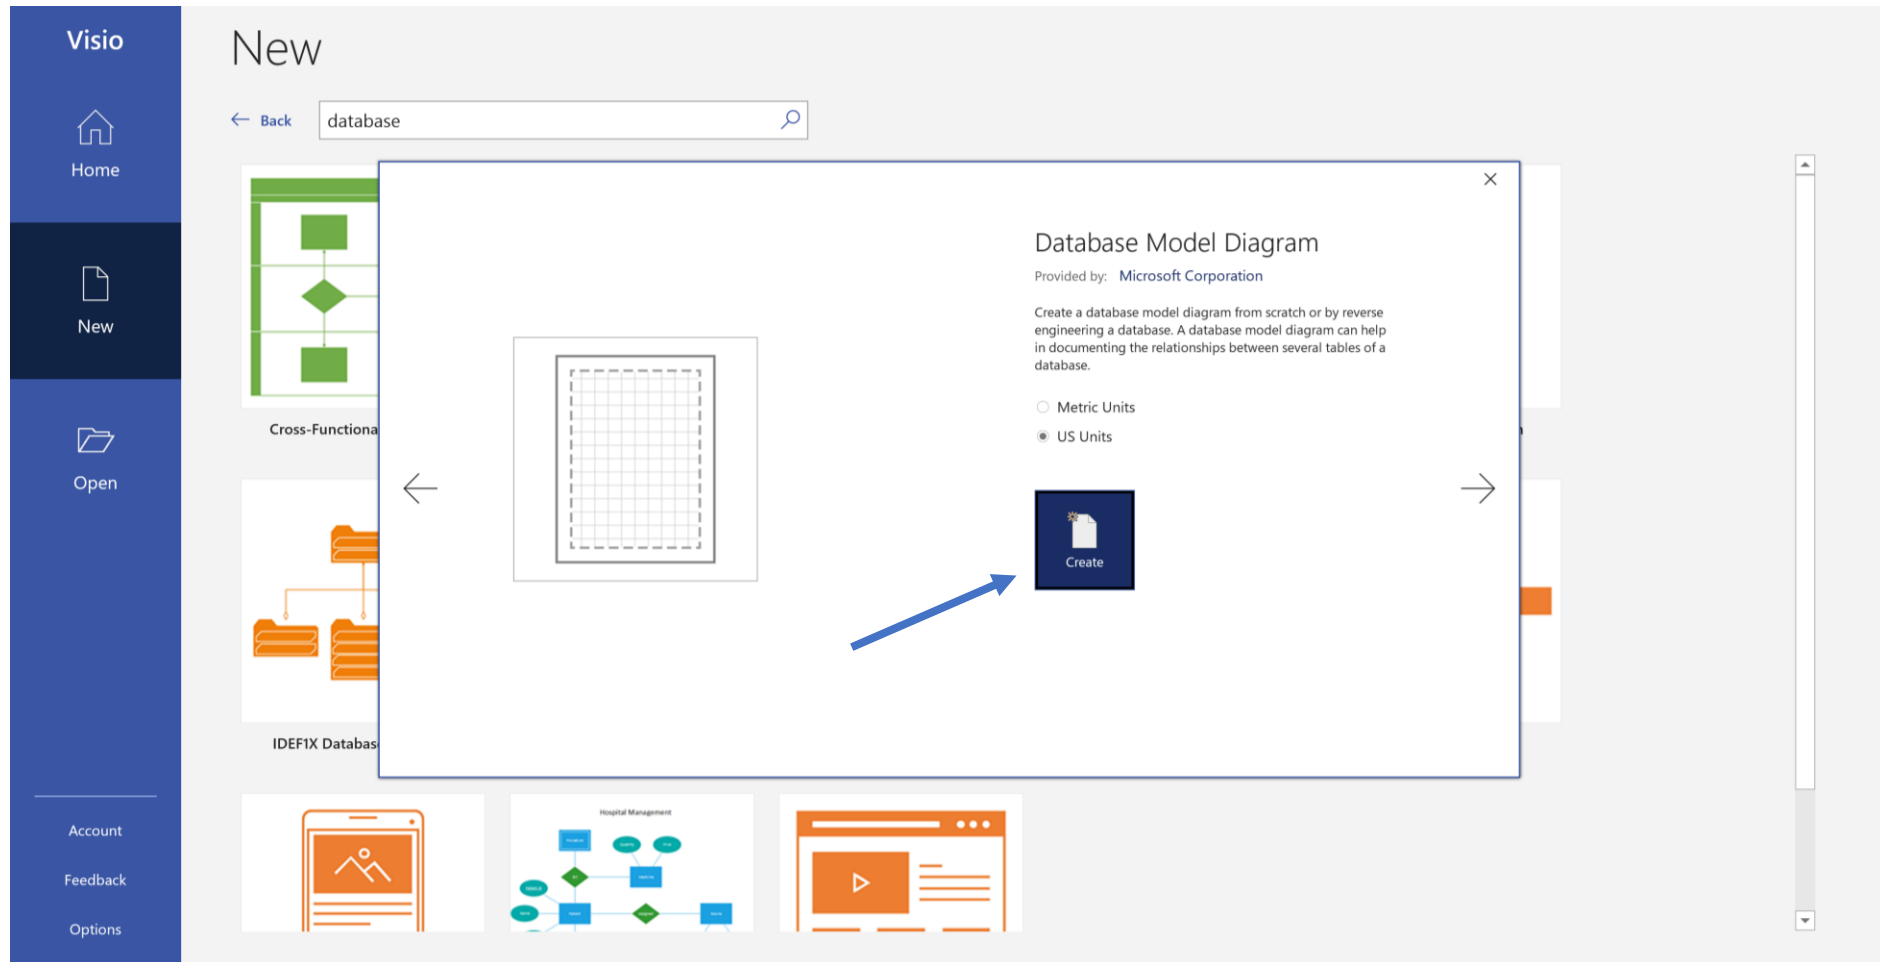 Visio
Home
New
Open
Account
Feedback
Options
New
Back
database
Database Model Diagram
Provided by: Microsoft Corporation
Create a database model diagram from scratch or by reverse
engineering a database. A database model diagram can help
in documenting the relationships between several tables of a
database.
Metric Units
US Units
Create
Cross-Functiona
IDEF1X Databas
Hospital Management